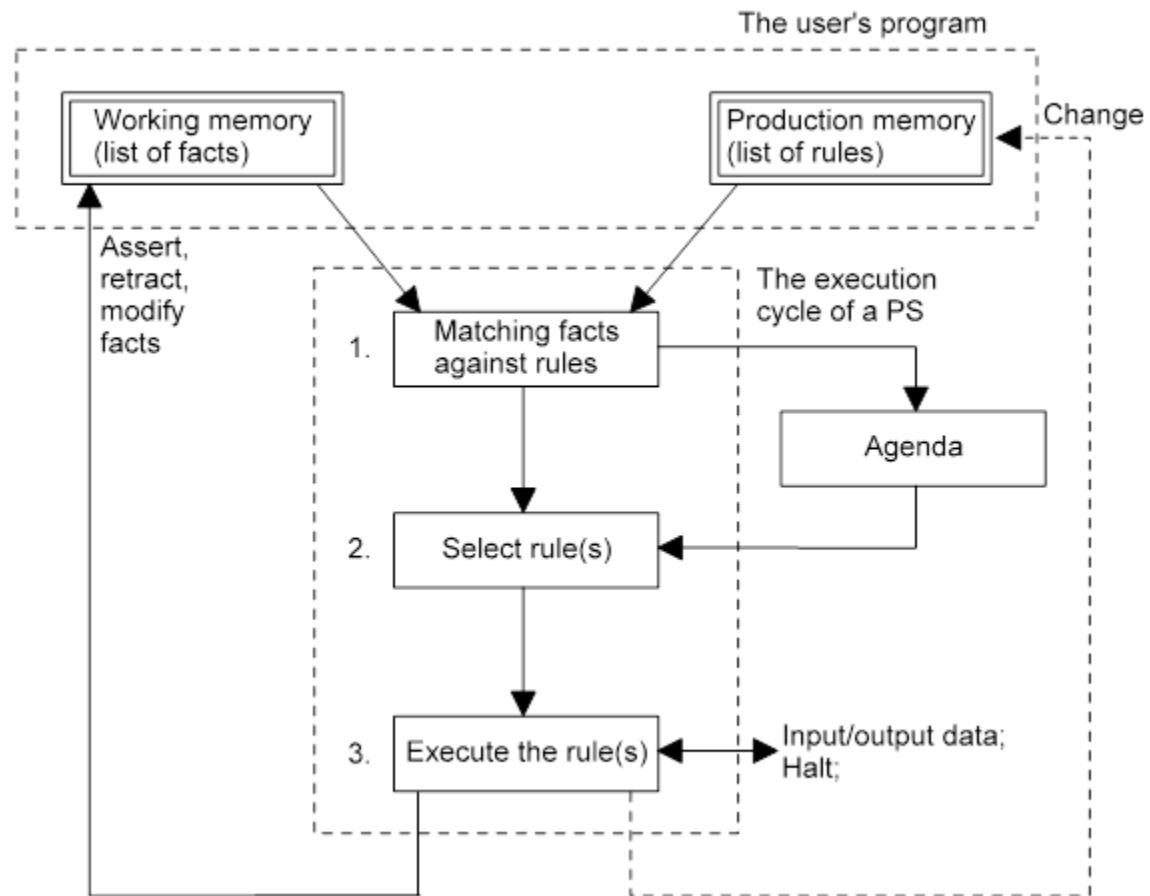 The user's program
Working memory
(list of facts)
Production memory
(list of rules)
Change
Assert,
retract,
modify
facts
The execution
cycle of a PS
1.
Matching facts
against rules
Agenda
2.
Select rule(s)
3.
Execute the rule(s)
Input/output data;
Halt;